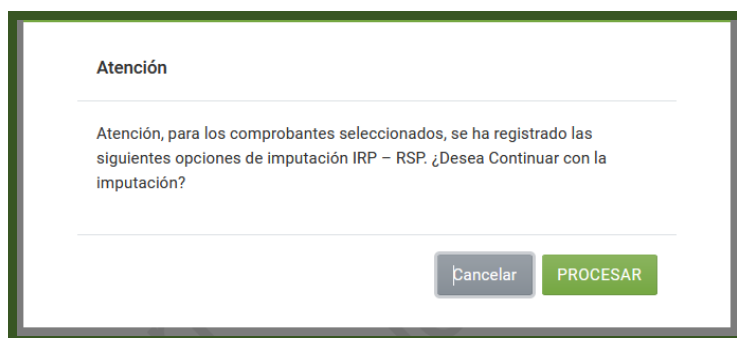 Atención
Atención, para los comprobantes seleccionados, se ha registrado las
siguientes opciones de imputación IRP – RSP. ¿Desea Continuar con la
imputación?
Cancelar PROCESAR